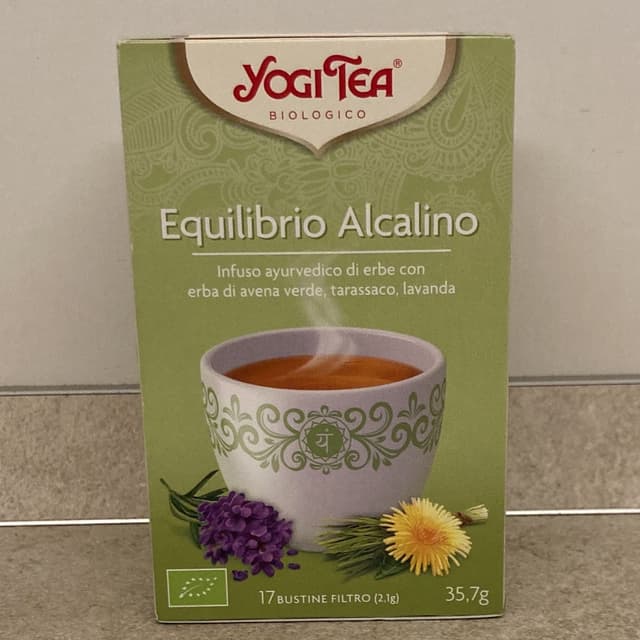 YOGI TEA®
BIOLOGICO
Equilibrio Alcalino
Infuso ayurvedico di erbe con
erba di avena verde, tarassaco, lavanda
यं
17 BUSTINE FILTRO (2,1g)
35,7g